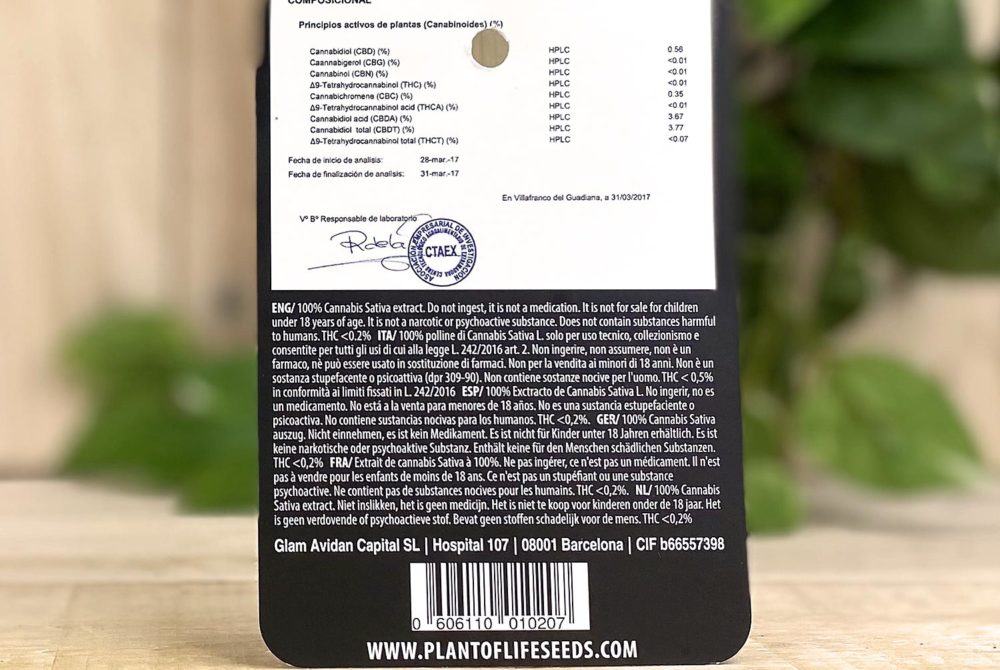 COMPOSICIONAL
Principios activos de plantas (Canabinoides) (%)
Cannabidiol (CBD) (%) HPLC 0.56
Caannabigerol (CBG) (%) HPLC <0.01
Cannabinol (CBN) (%) HPLC <0.01
Δ9-Tetrahydrocannabinol (THC) (%) HPLC <0.01
Cannabichromene (CBC) (%) HPLC 0.35
Δ9-Tetrahydrocannabinol acid (THCA) (%) HPLC <0.01
Cannabidiol acid (CBDA) (%) HPLC 3.67
Cannabidiol total (CBDT) (%) HPLC 3.77
Δ9-Tetrahydrocannabinol total (THCT) (%) HPLC <0.07
Fecha de inicio de analisis: 28-mar.-17
Fecha de finalización de analisis: 31-mar.-17
En Villafranco del Guadiana, a 31/03/2017
Vº Bº Responsable de laboratorio
ASOCIACIÓN EMPRESARIAL DE INVESTIGACIÓN
CENTRO TECNOLÓGICO AGROALIMENTARIO DE EXTREMADURA
CTAEX
ENG/ 100% Cannabis Sativa extract. Do not ingest, it is not a medication. It is not for sale for children
under 18 years of age. It is not a narcotic or psychoactive substance. Does not contain substances harmful
to humans. THC <0.2% ITA/ 100% polline di Cannabis Sativa L. solo per uso tecnico, collezionismo e
consentite per tutti gli usi di cui alla legge L. 242/2016 art. 2. Non ingerire, non assumere, non è un
farmaco, nè può essere usato in sostituzione di farmaci. Non per la vendita ai minori di 18 anni. Non è un
sostanza stupefacente o psicoattiva (dpr 309-90). Non contiene sostanze nocive per l'uomo. THC < 0,5%
in conformità ai limiti fissati in L. 242/2016 ESP/ 100% Exctracto de Cannabis Sativa L. No ingerir, no es
un medicamento. No está a la venta para menores de 18 años. No es una sustancia estupefaciente o
psicoactiva. No contiene sustancias nocivas para los humanos. THC <0,2%. GER/ 100% Cannabis Sativa
auszug. Nicht einnehmen, es ist kein Medikament. Es ist nicht für Kinder unter 18 Jahren erhältlich. Es ist
keine narkotische oder psychoaktive Substanz. Enthält keine für den Menschen schädlichen Substanzen.
THC <0,2% FRA/ Extrait de cannabis Sativa à 100%. Ne pas ingérer, ce n'est pas un médicament. Il n'est
pas à vendre pour les enfants de moins de 18 ans. Ce n'est pas un stupéfiant ou une substance
psychoactive. Ne contient pas de substances nocives pour les humains. THC <0,2%. NL/ 100% Cannabis
Sativa extract. Niet inslikken, het is geen medicijn. Het is niet te koop voor kinderen onder de 18 jaar. Het
is geen verdovende of psychoactieve stof. Bevat geen stoffen schadelijk voor de mens. THC <0,2%
Glam Avidan Capital SL | Hospital 107 | 08001 Barcelona | CIF b66557398
0 606110 010207
WWW.PLANTOFLIFESEEDS.COM